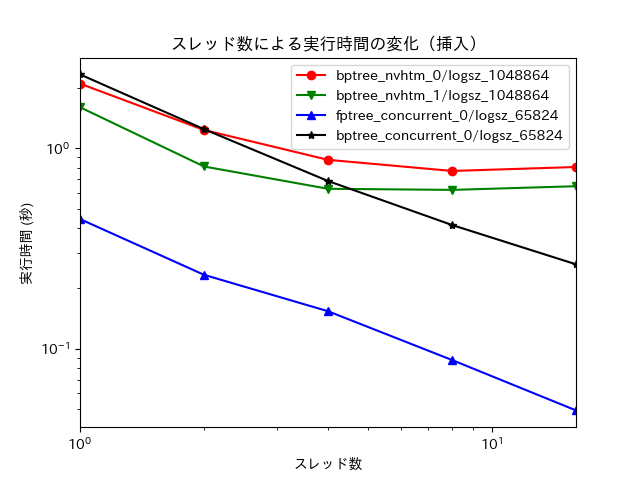 スレッド数による実行時間の変化（挿入）
bptree_nvhtm_0/logsz_1048864
bptree_nvhtm_1/logsz_1048864
fptree_concurrent_0/logsz_65824
bptree_concurrent_0/logsz_65824
10⁰
実行時間 (秒)
10⁻¹
10⁰
10¹
スレッド数